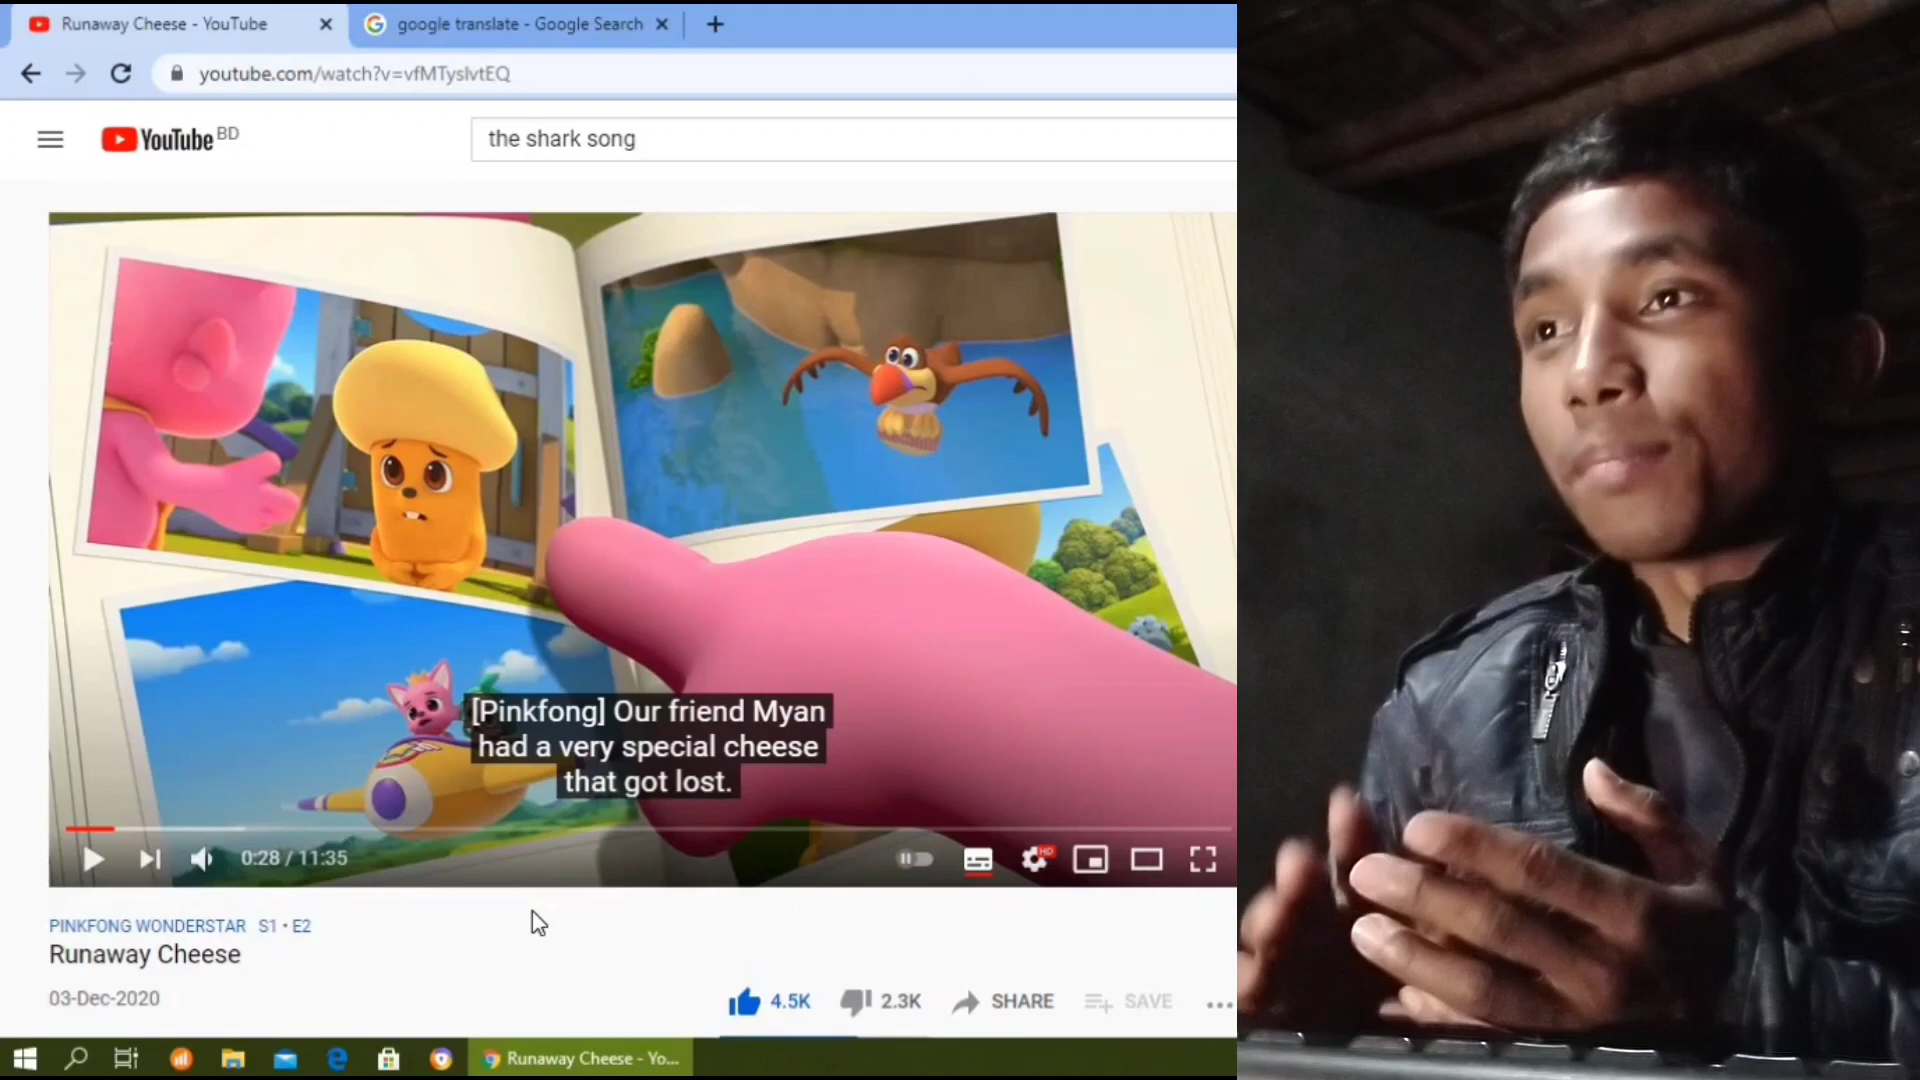 Runaway Cheese - YouTube
google translate - Google Search
youtube.com/watch?v=vfMTyslvtEQ
YouTube BD
the shark song
[Pinkfong] Our friend Myan
had a very special cheese
that got lost.
0:28 / 11:35
HD
PINKFONG WONDERSTAR S1 • E2
Runaway Cheese
03-Dec-2020
4.5K
2.3K
SHARE
SAVE
Runaway Cheese - Yo...